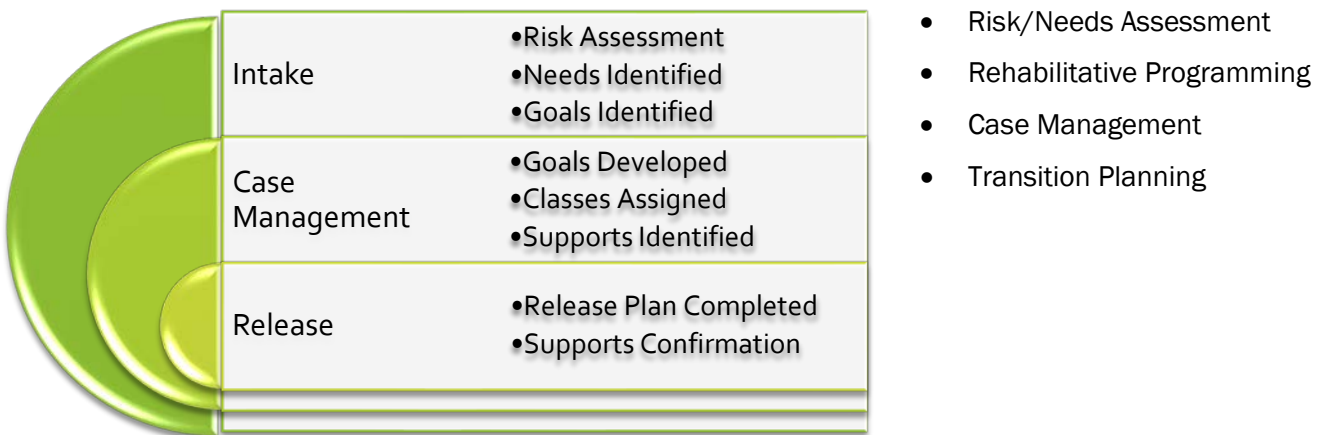 Intake
•Risk Assessment
•Needs Identified
•Goals Identified
Case
Management
•Goals Developed
•Classes Assigned
•Supports Identified
Release
•Release Plan Completed
•Supports Confirmation
• Risk/Needs Assessment
• Rehabilitative Programming
• Case Management
• Transition Planning